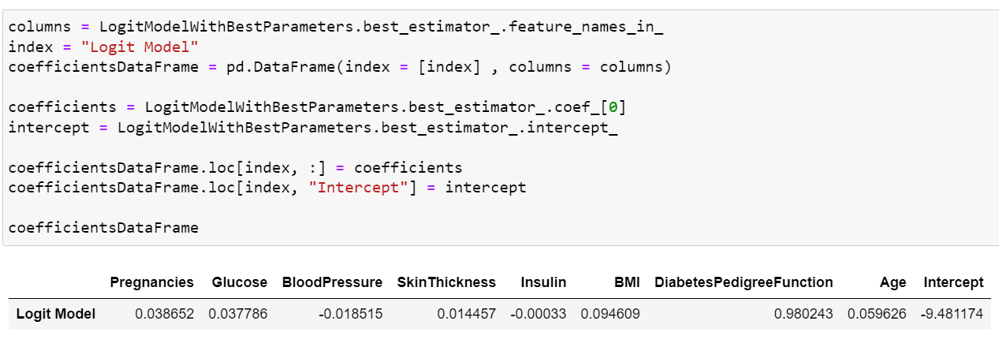 columns = LogitModelWithBestParameters.best_estimator_.feature_names_in_
index = "Logit Model"
coefficientsDataFrame = pd.DataFrame(index = [index] , columns = columns)
coefficients = LogitModelWithBestParameters.best_estimator_.coef_[0]
intercept = LogitModelWithBestParameters.best_estimator_.intercept_
coefficientsDataFrame.loc[index, :] = coefficients
coefficientsDataFrame.loc[index, "Intercept"] = intercept
coefficientsDataFrame
Pregnancies Glucose BloodPressure SkinThickness Insulin BMI DiabetesPedigreeFunction Age Intercept
Logit Model 0.038652 0.037786 -0.018515 0.014457 -0.00033 0.094609 0.980243 0.059626 -9.481174